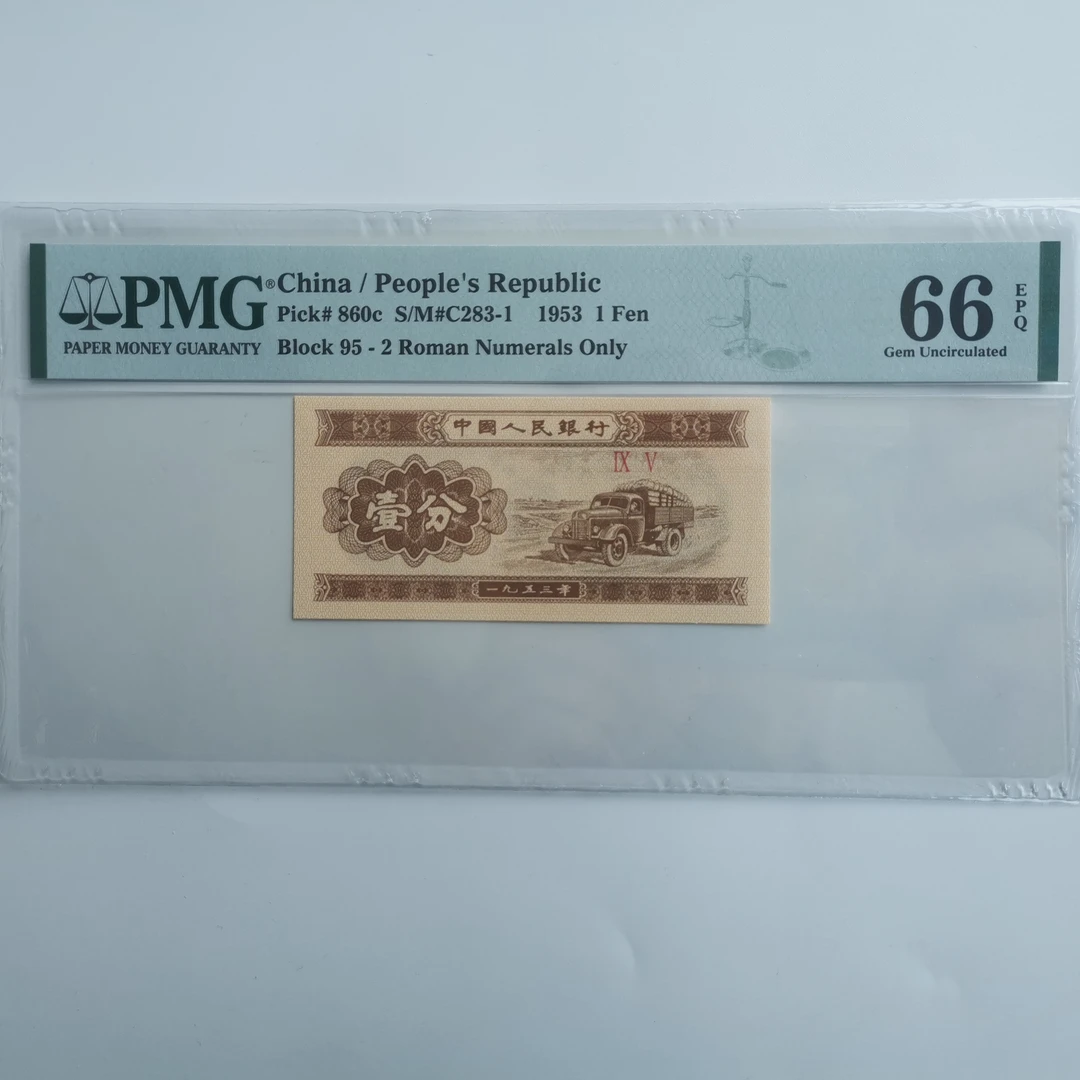 PMG®
PAPER MONEY GUARANTY
China / People's Republic
Pick# 860c S/M#C283-1 1953 1 Fen
Block 95 - 2 Roman Numerals Only
66
EPQ
Gem Uncirculated
中國人民銀行
IX V
壹分
一九五三年